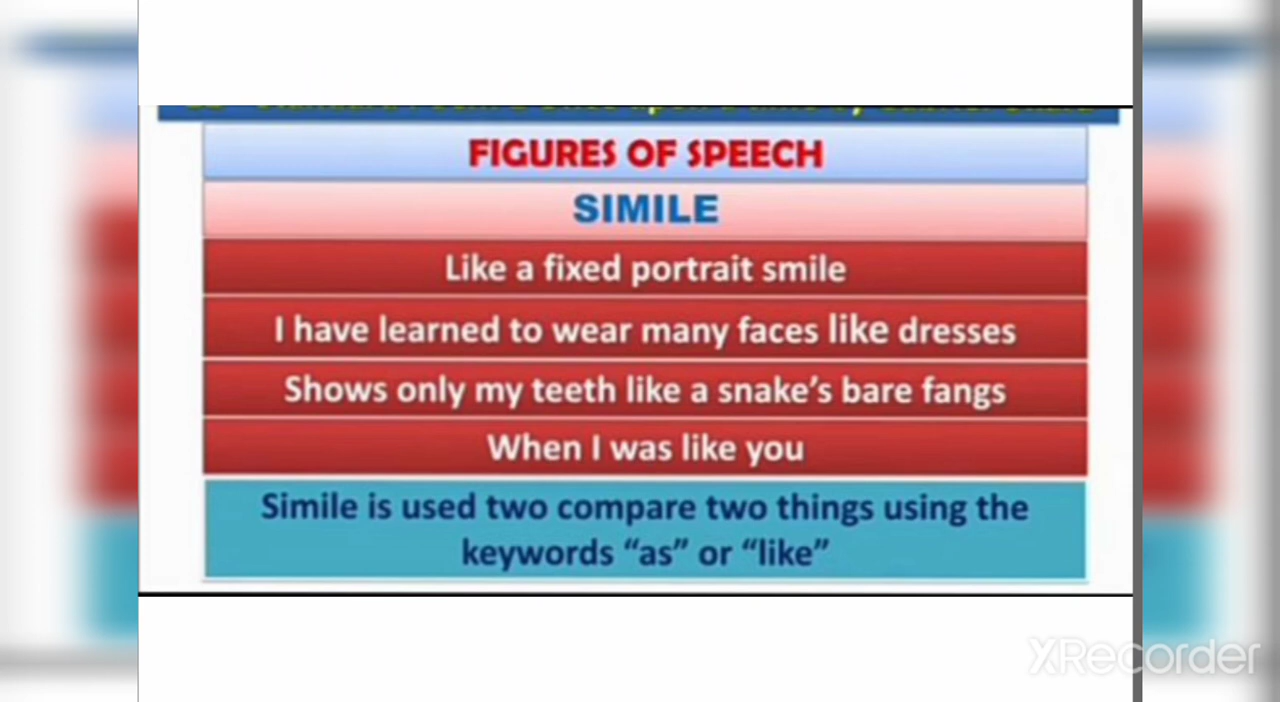 FIGURES OF SPEECH
SIMILE
Like a fixed portrait smile
I have learned to wear many faces like dresses
Shows only my teeth like a snake's bare fangs
When I was like you
Simile is used two compare two things using the
keywords “as” or “like”
XRecorder